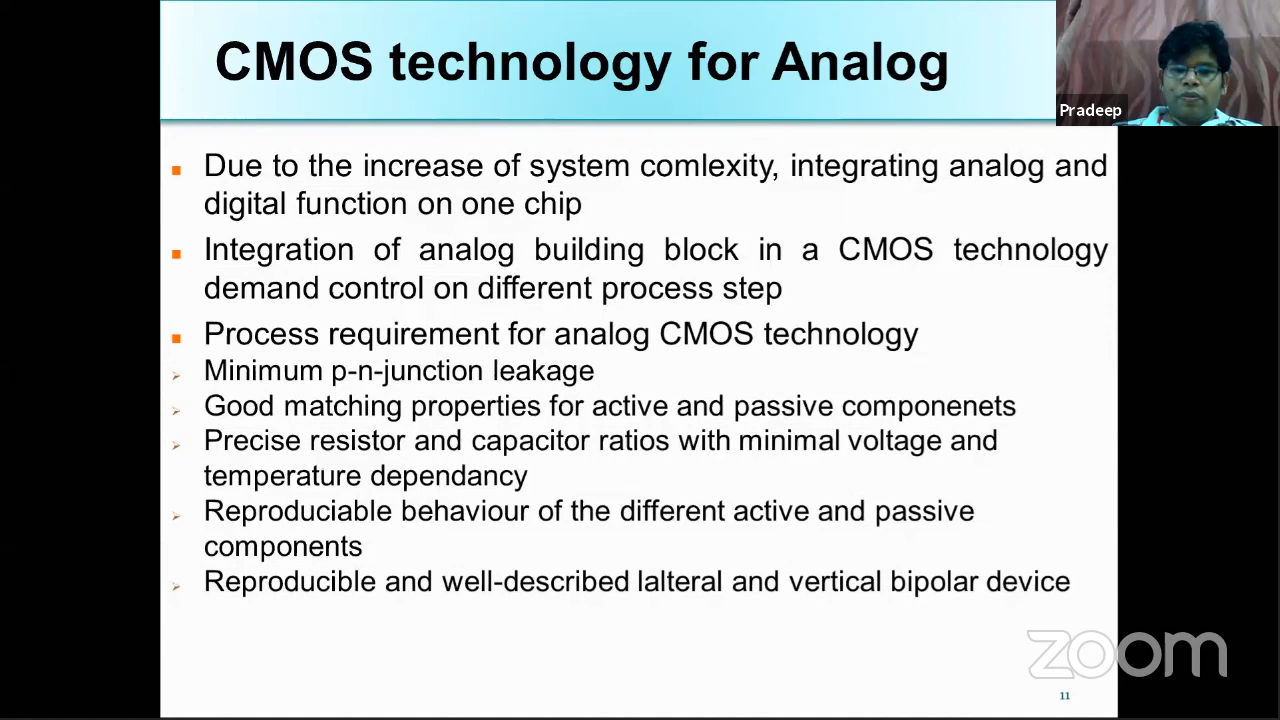 CMOS technology for Analog
Pradeep
Due to the increase of system comlexity, integrating analog and
digital function on one chip
Integration of analog building block in a CMOS technology
demand control on different process step
Process requirement for analog CMOS technology
Minimum p-n-junction leakage
Good matching properties for active and passive componenets
Precise resistor and capacitor ratios with minimal voltage and
temperature dependancy
Reproduciable behaviour of the different active and passive
components
Reproducible and well-described lalteral and vertical bipolar device
zoom
11